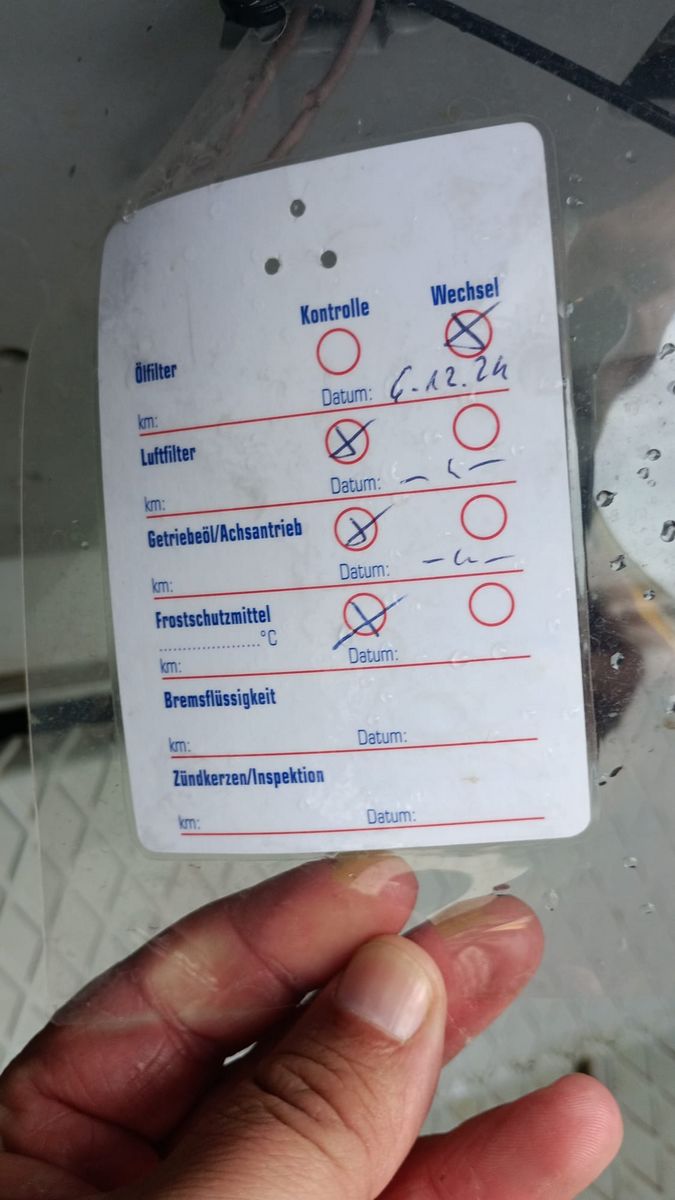 Kontrolle Wechsel
Ölfilter
km: Datum: 6.12.24
Luftfilter
km: Datum: – " –
Getriebeöl/Achsantrieb
km: Datum: – " –
Frostschutzmittel
....................°C
km: Datum:
Bremsflüssigkeit
km: Datum:
Zündkerzen/Inspektion
km: Datum: